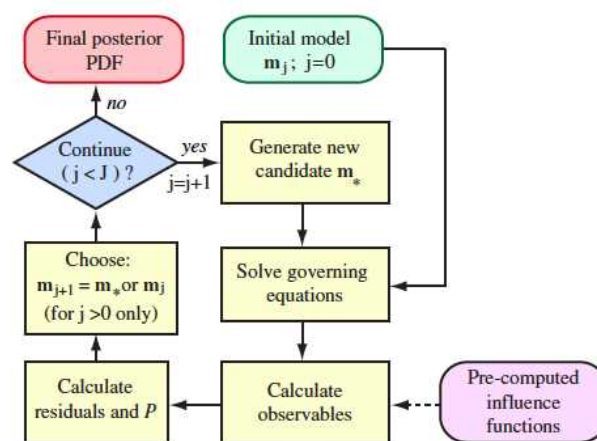 Final posterior
PDF
Initial model
m_j ; j=0
no
Continue
( j < J ) ?
yes
j=j+1
Generate new
candidate m_*
Choose:
m_{j+1} = m_* or m_j
(for j >0 only)
Solve governing
equations
Calculate
residuals and P
Calculate
observables
Pre-computed
influence
functions